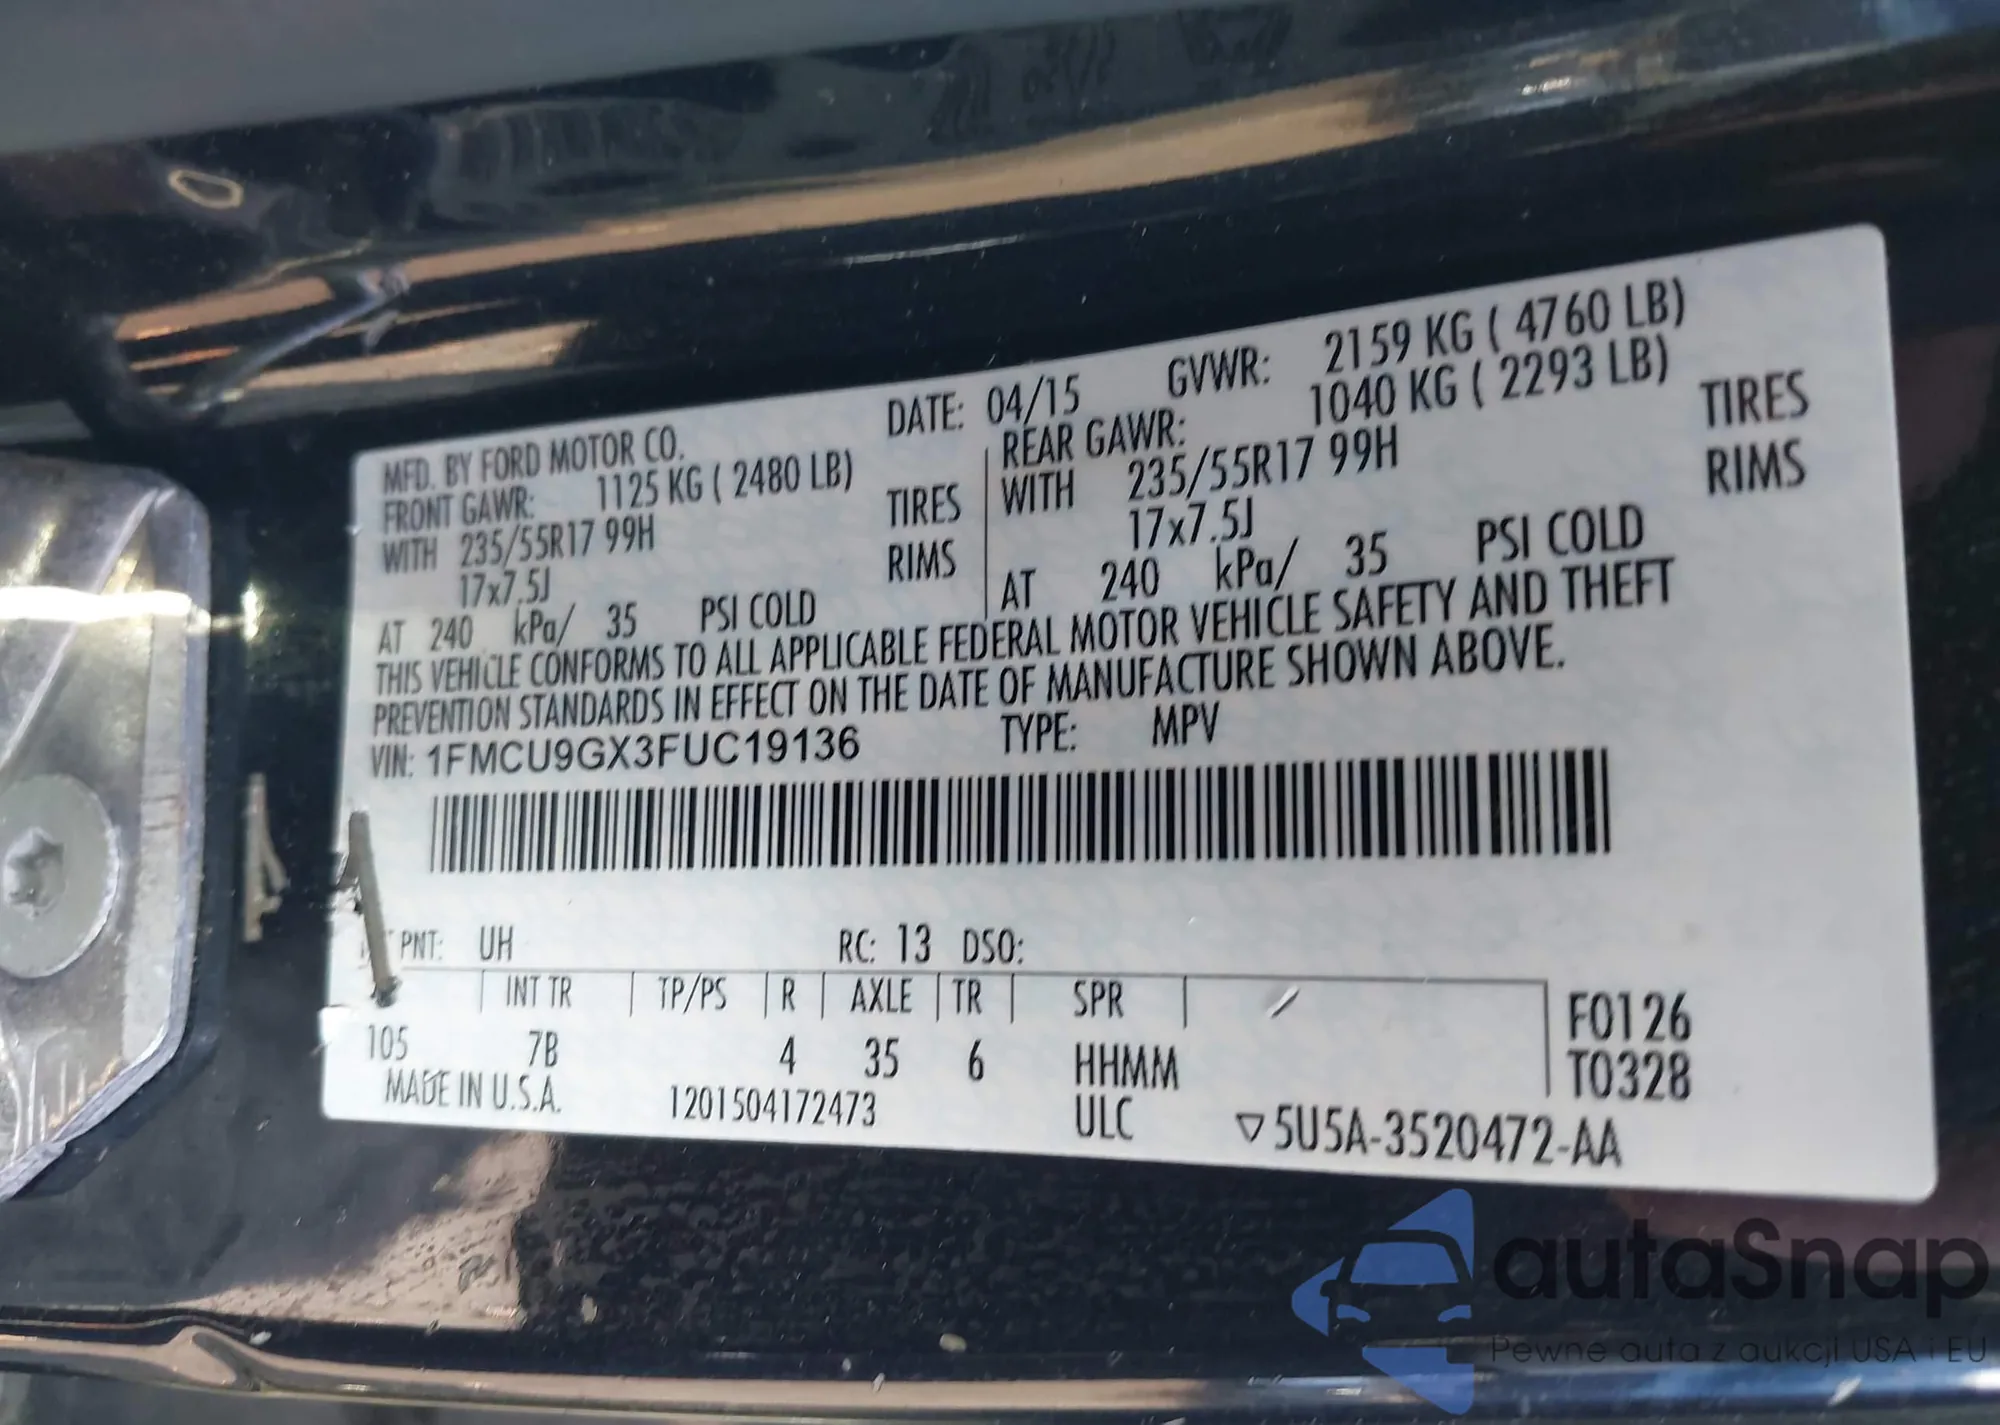 MFD. BY FORD MOTOR CO. DATE: 04/15 GVWR: 2159 KG ( 4760 LB)
FRONT GAWR: 1125 KG ( 2480 LB) REAR GAWR: 1040 KG ( 2293 LB)
WITH 235/55R17 99H TIRES WITH 235/55R17 99H TIRES
17x7.5J RIMS 17x7.5J RIMS
AT 240 kPa/ 35 PSI COLD AT 240 kPa/ 35 PSI COLD
THIS VEHICLE CONFORMS TO ALL APPLICABLE FEDERAL MOTOR VEHICLE SAFETY AND THEFT
PREVENTION STANDARDS IN EFFECT ON THE DATE OF MANUFACTURE SHOWN ABOVE.
VIN: 1FMCU9GX3FUC19136 TYPE: MPV
PNT: UH RC: 13 DSO:
INT TR TP/PS R AXLE TR SPR F0126
105 7B 4 35 6 HHMM T0328
MADE IN U.S.A. 1201504172473 ULC ▽5U5A-3520472-AA
autaSnap
Pewne auta z aukcji USA i EU